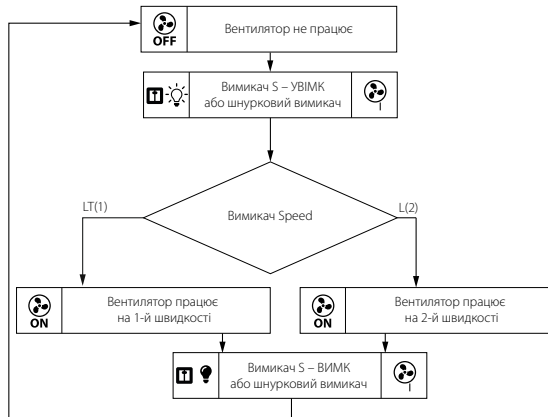 OFF
Вентилятор не працює
Вимикач S – УВІМК
або шнурковий вимикач
LT(1)
Вимикач Speed
L(2)
ON
Вентилятор працює
на 1-й швидкості
ON
Вентилятор працює
на 2-й швидкості
Вимикач S – ВИМК
або шнурковий вимикач